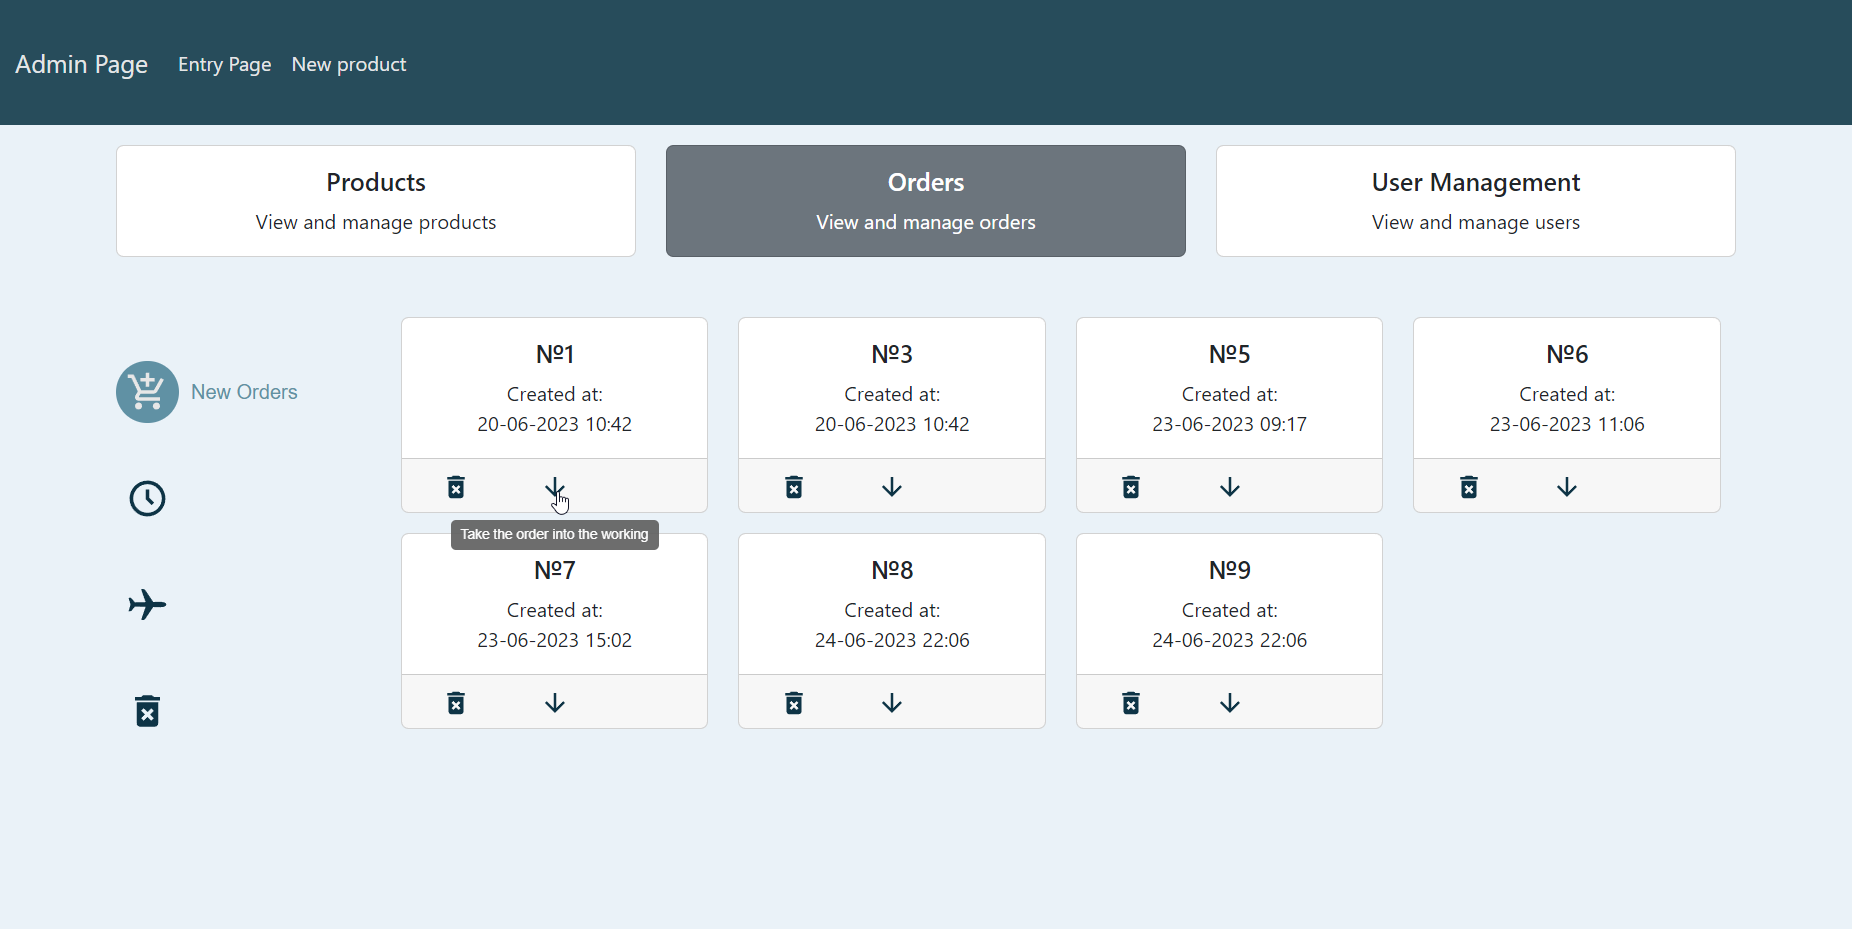 Admin Page Entry Page New product
Products
View and manage products
Orders
View and manage orders
User Management
View and manage users
New Orders
№1
Created at:
20-06-2023 10:42
№3
Created at:
20-06-2023 10:42
№5
Created at:
23-06-2023 09:17
№6
Created at:
23-06-2023 11:06
Take the order into the working
№7
Created at:
23-06-2023 15:02
№8
Created at:
24-06-2023 22:06
№9
Created at:
24-06-2023 22:06